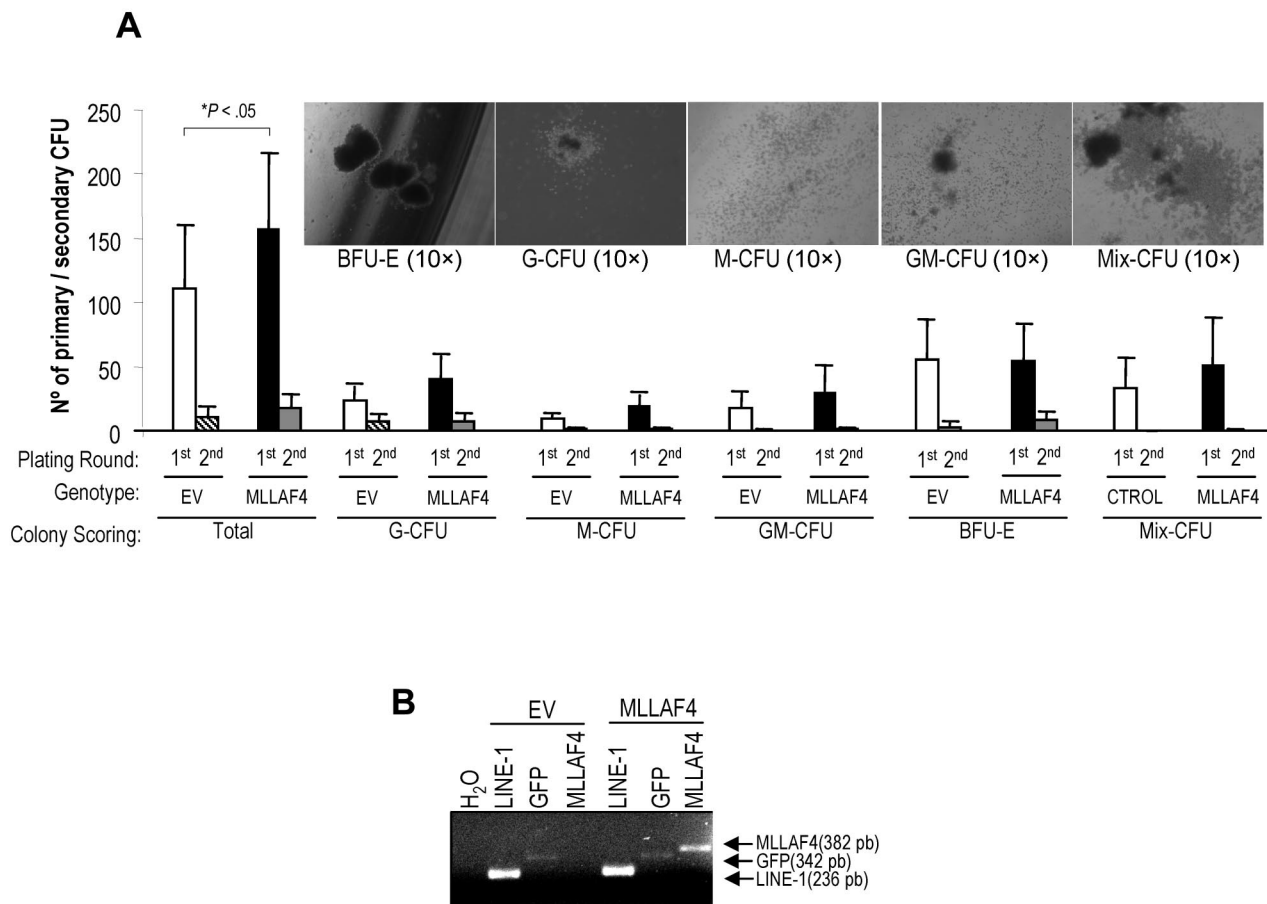 A
250
200
150
100
50
0
Nº of primary / secondary CFU
*P < .05
BFU-E (10×)
G-CFU (10×)
M-CFU (10×)
GM-CFU (10×)
Mix-CFU (10×)
Plating Round: 1st 2nd 1st 2nd 1st 2nd 1st 2nd 1st 2nd 1st 2nd 1st 2nd 1st 2nd 1st 2nd 1st 2nd 1st 2nd 1st 2nd
Genotype: EV MLLAF4 EV MLLAF4 EV MLLAF4 EV MLLAF4 EV MLLAF4 CTROL MLLAF4
Colony Scoring: Total G-CFU M-CFU GM-CFU BFU-E Mix-CFU
B
EV MLLAF4
H2O LINE-1 GFP MLLAF4 LINE-1 GFP MLLAF4
MLLAF4(382 pb)
GFP(342 pb)
LINE-1(236 pb)